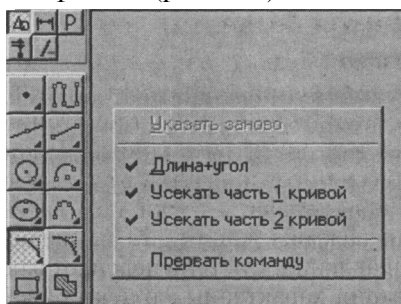 Р
Указать заново
Длина+угол
Усекать часть 1 кривой
Усекать часть 2 кривой
Прервать команду